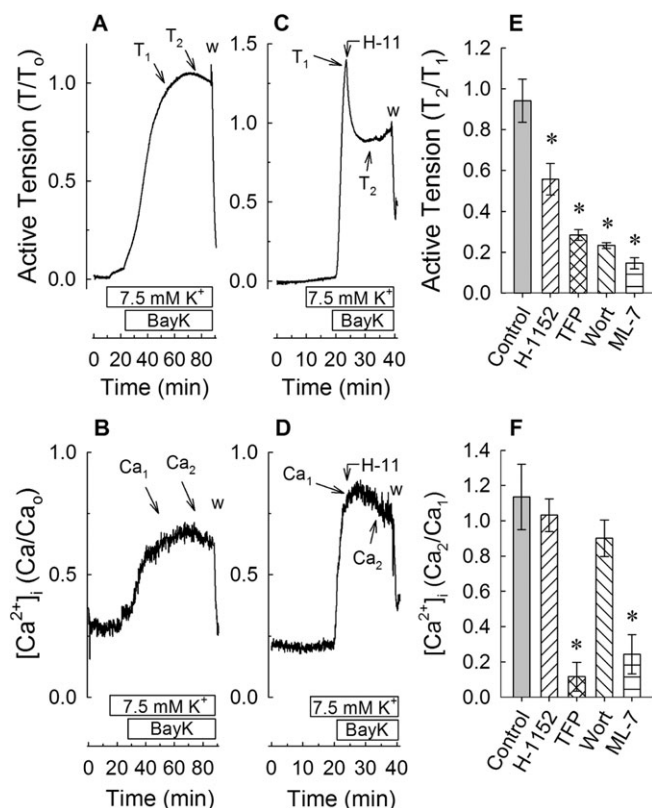 A
Active Tension (T/To)
1.0
0.5
0.0
T1
T2
w
7.5 mM K+
BayK
0 20 40 60 80
Time (min)
C
1.5
1.0
0.5
0.0
T1
H-11
w
T2
7.5 mM K+
BayK
0 10 20 30 40
Time (min)
E
Active Tension (T2/T1)
1.2
1.0
0.8
0.6
0.4
0.2
0.0
* * * *
Control
H-1152
TFP
Wort
ML-7
B
[Ca2+]i (Ca/Cao)
1.0
0.5
0.0
Ca1
Ca2
w
7.5 mM K+
BayK
0 20 40 60 80
Time (min)
D
1.0
0.5
0.0
Ca1
H-11
w
Ca2
7.5 mM K+
BayK
0 10 20 30 40
Time (min)
F
[Ca2+]i (Ca2/Ca1)
1.4
1.2
1.0
0.8
0.6
0.4
0.2
0.0
* *
Control
H-1152
TFP
Wort
ML-7